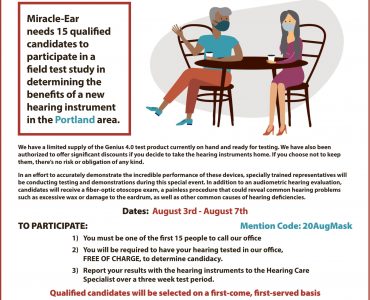 Miracle-Ear
needs 15 qualified
candidates to
participate in a
field test study in
determining the
benefits of a new
hearing instrument
in the Portland area.
We have a limited supply of the Genius 4.0 test product currently on hand and ready for testing. We have also been
authorized to offer significant discounts if you decide to take the hearing instruments home. If you choose not to keep
them, there's no risk or obligation of any kind.
In an effort to accurately demonstrate the incredible performance of these devices, specially trained representatives will
be conducting testing and demonstrations during this special event. In addition to an audiometric hearing evaluation,
candidates will receive a fiber-optic otoscope exam, a painless procedure that could reveal common hearing problems
such as excessive wax or damage to the eardrum, as well as other common causes of hearing deficiencies.
Dates: August 3rd - August 7th
TO PARTICIPATE: Mention Code: 20AugMask
1) You must be one of the first 15 people to call our office
2) You will be required to have your hearing tested in our office,
FREE OF CHARGE, to determine candidacy.
3) Report your results with the hearing instruments to the Hearing Care
Specialist over a three week test period.
Qualified candidates will be selected on a first-come, first-served basis